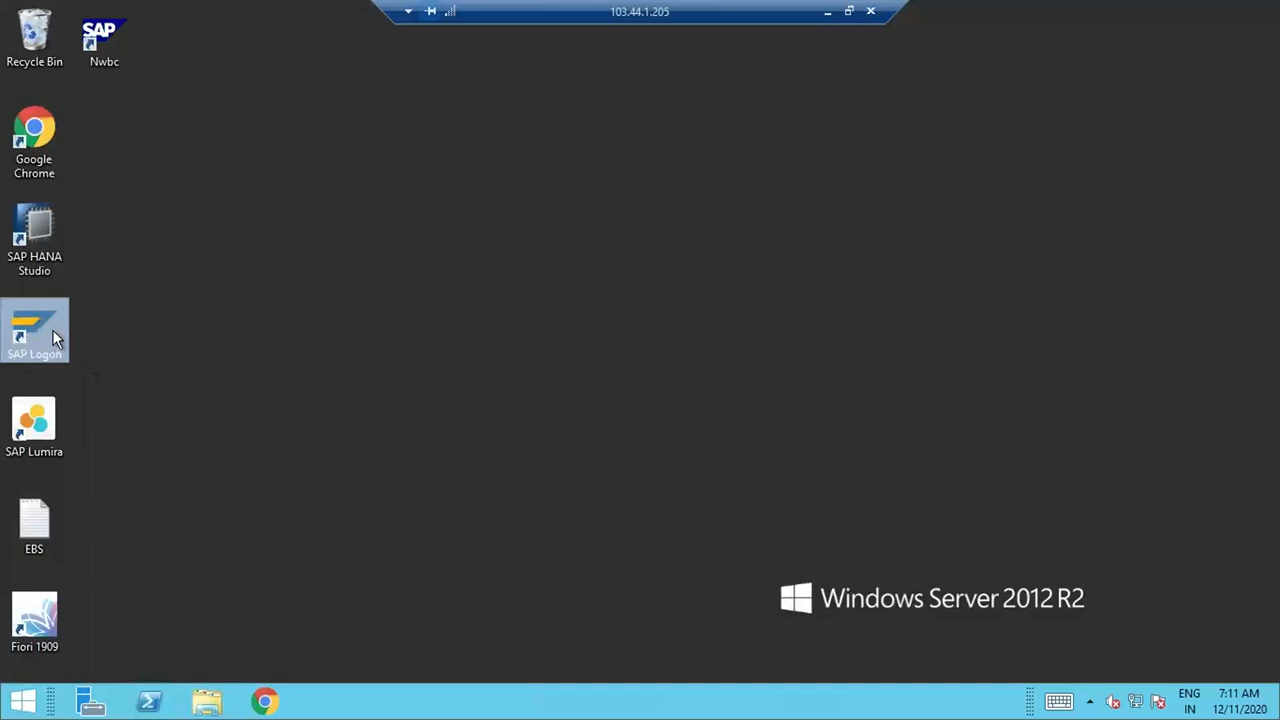 103.44.1.205
Recycle Bin
SAP
Nwbc
Google
Chrome
SAP HANA
Studio
SAP Logon
SAP Lumira
EBS
Fiori 1909
Windows Server 2012 R2
ENG
IN
7:11 AM
12/11/2020